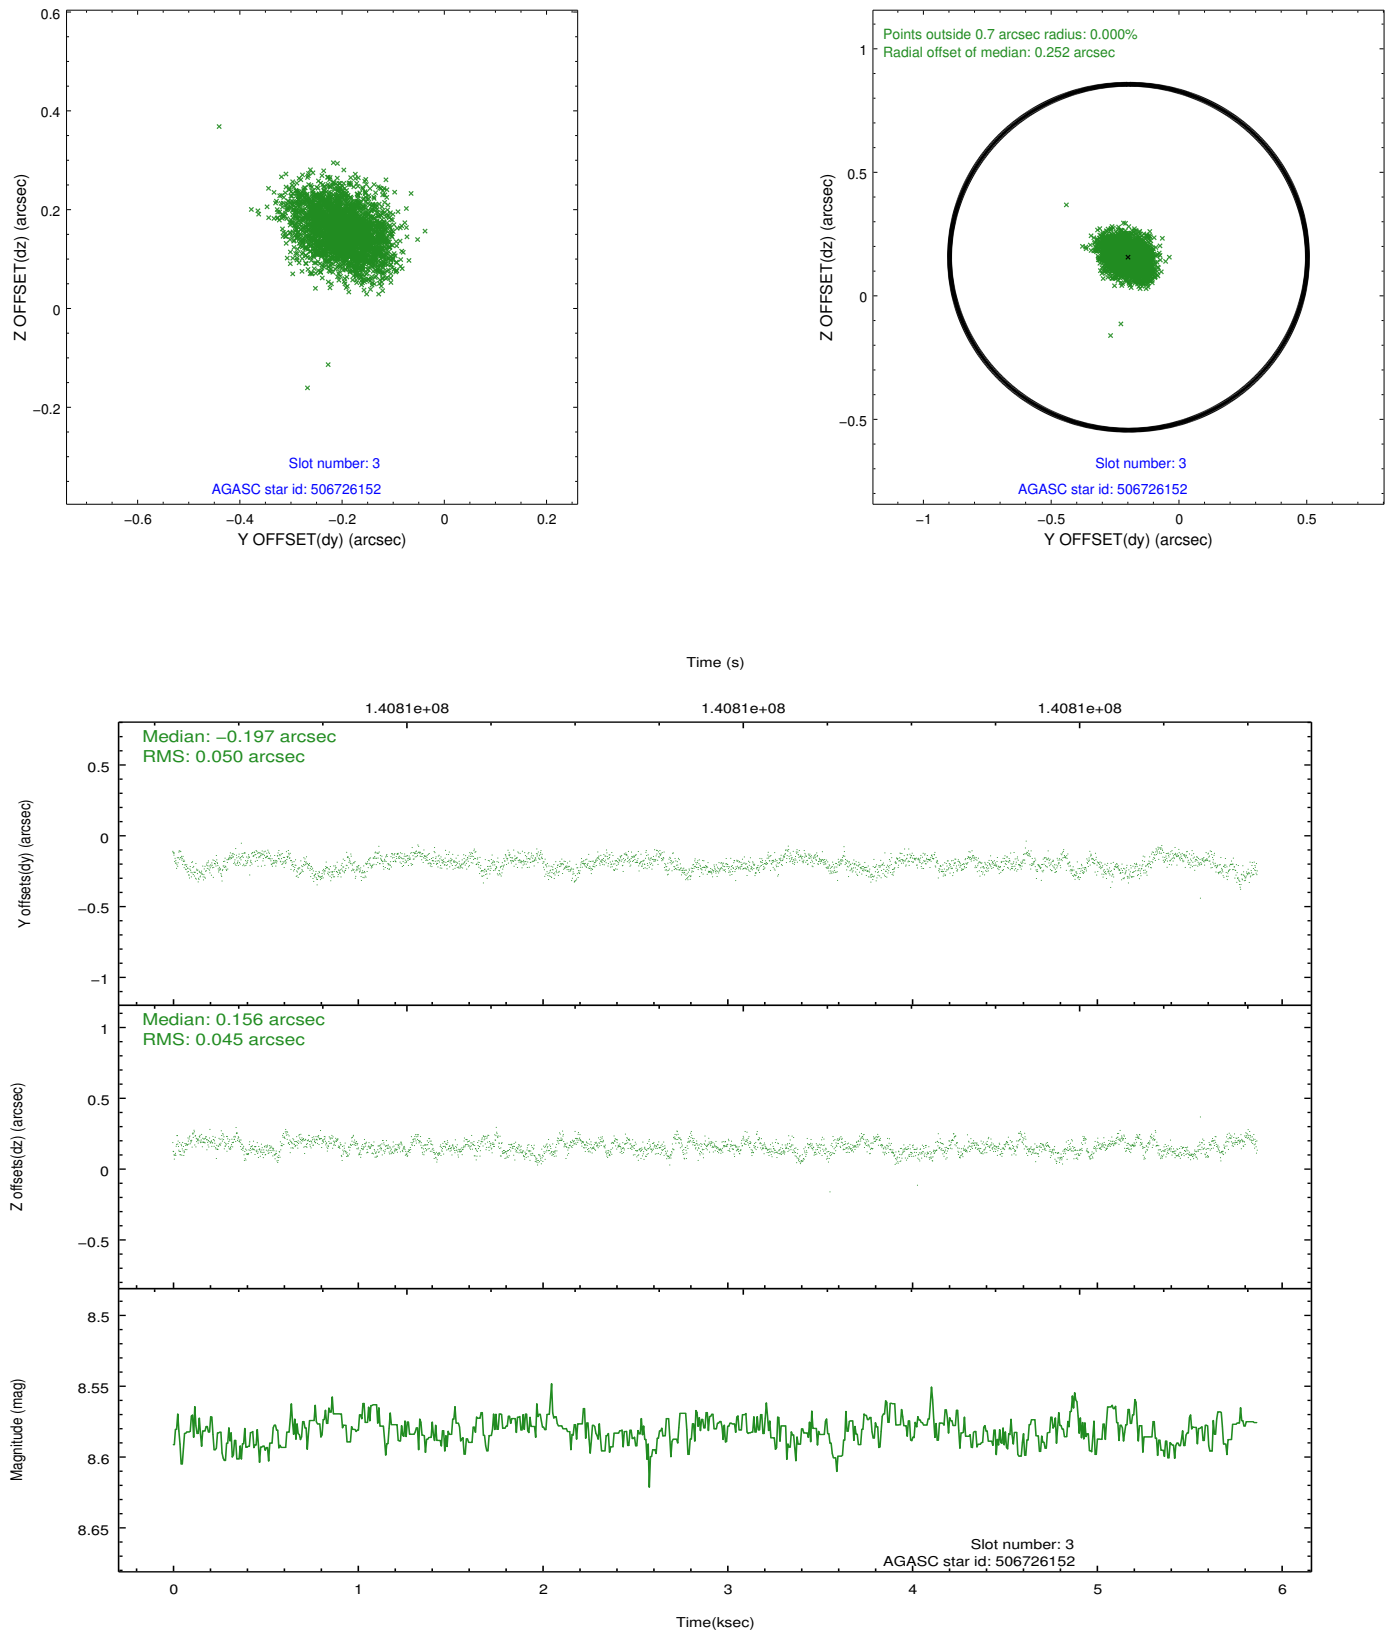 0.6
0.4
0.2
0
−0.2
Z OFFSET(dz) (arcsec)
Slot number: 3
AGASC star id: 506726152
−0.6 −0.4 −0.2 0 0.2
Y OFFSET(dy) (arcsec)
Points outside 0.7 arcsec radius: 0.000%
Radial offset of median: 0.252 arcsec
1
0.5
0
−0.5
Z OFFSET(dz) (arcsec)
Slot number: 3
AGASC star id: 506726152
−1 −0.5 0 0.5
Y OFFSET(dy) (arcsec)
Time (s)
1.4081e+08 1.4081e+08 1.4081e+08
Median: −0.197 arcsec
RMS: 0.050 arcsec
0.5
0
−0.5
−1
Y offsets(dy) (arcsec)
Median: 0.156 arcsec
RMS: 0.045 arcsec
1
0.5
0
−0.5
Z offsets(dz) (arcsec)
8.5
8.55
8.6
8.65
Magnitude (mag)
Slot number: 3
AGASC star id: 506726152
0 1 2 3 4 5 6
Time(ksec)